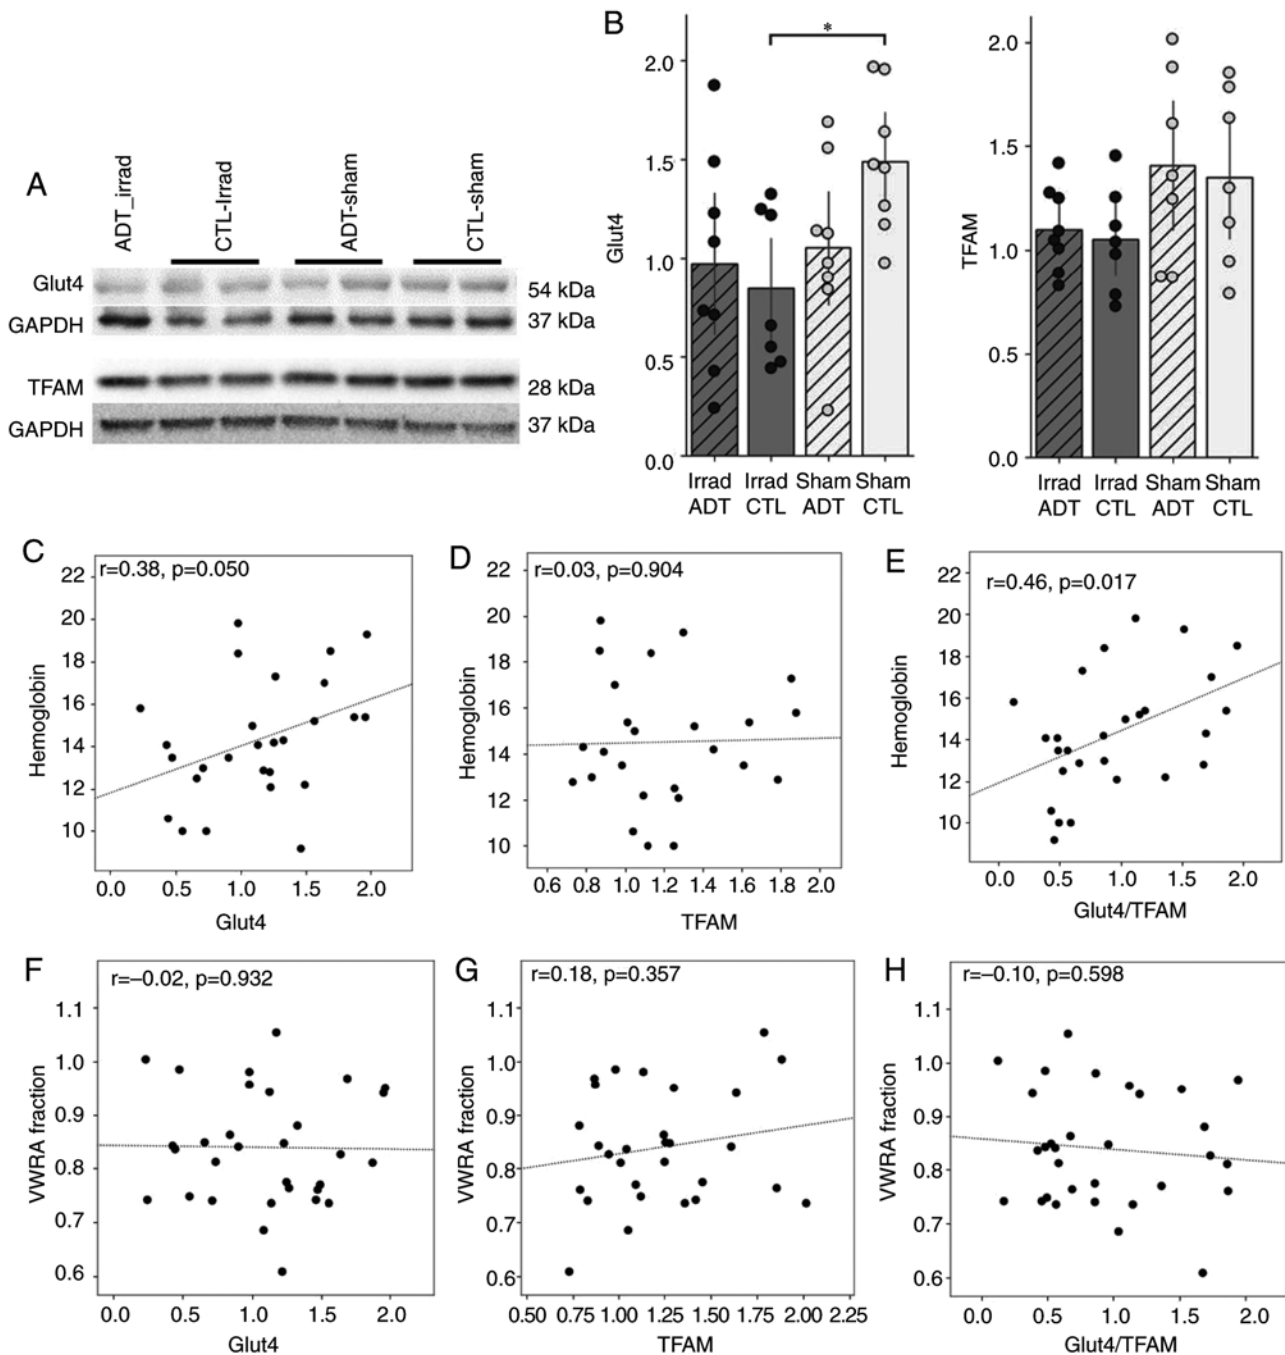 A
ADT_irrad
CTL-Irrad
ADT-sham
CTL-sham
Glut4
54 kDa
GAPDH
37 kDa
TFAM
28 kDa
GAPDH
37 kDa
B
*
Glut4
2.0
1.5
1.0
0.5
0.0
Irrad Irrad Sham Sham
ADT CTL ADT CTL
TFAM
2.0
1.5
1.0
0.5
0.0
Irrad Irrad Sham Sham
ADT CTL ADT CTL
C
r=0.38, p=0.050
Hemoglobin
22
20
18
16
14
12
10
0.0 0.5 1.0 1.5 2.0
Glut4
D
r=0.03, p=0.904
Hemoglobin
22
20
18
16
14
12
10
0.6 0.8 1.0 1.2 1.4 1.6 1.8 2.0
TFAM
E
r=0.46, p=0.017
Hemoglobin
22
20
18
16
14
12
10
0.0 0.5 1.0 1.5 2.0
Glut4/TFAM
F
r=–0.02, p=0.932
VWRA fraction
1.1
1.0
0.9
0.8
0.7
0.6
0.0 0.5 1.0 1.5 2.0
Glut4
G
r=0.18, p=0.357
VWRA fraction
1.1
1.0
0.9
0.8
0.7
0.6
0.50 0.75 1.00 1.25 1.50 1.75 2.00 2.25
TFAM
H
r=–0.10, p=0.598
VWRA fraction
1.1
1.0
0.9
0.8
0.7
0.6
0.0 0.5 1.0 1.5 2.0
Glut4/TFAM